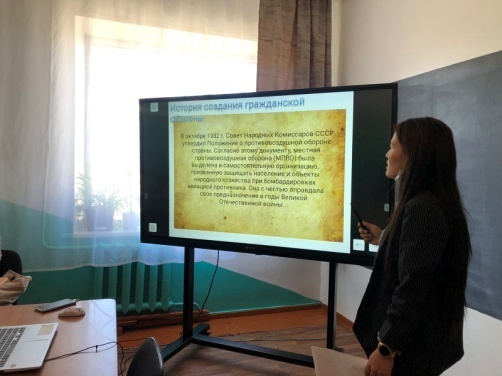 История создания гражданской
обороны
В октябре 1932 г. Совет Народных Комиссаров СССР
утвердил Положение о противовоздушной обороне
страны. Согласно этому документу, местная
противовоздушная оборона (МПВО) была
выделена в самостоятельную организацию,
призванную защищать население и объекты
народного хозяйства при бомбардировках
авиацией противника. Она с честью оправдала
свое предназначение в годы Великой
Отечественной войны. .